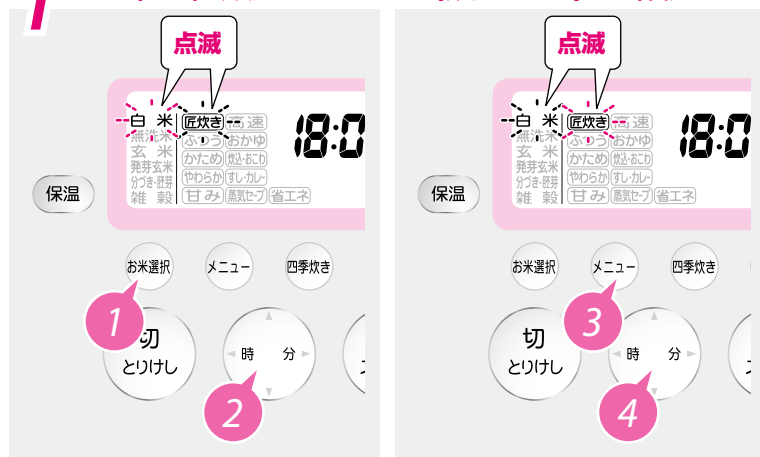 1
点滅
白米 匠炊き 高速
無洗米 ふつう おかゆ
玄米 かため 炊込・おこわ
発芽玄米 やわらか すし・カレー
分づき・胚芽
雑穀 甘み 蒸気セーブ 省エネ
18:0
保温
お米選択 メニュー 四季炊き
1
切
とりけし
時 分
2
点滅
白米 匠炊き 高速
無洗米 ふつう おかゆ
玄米 かため 炊込・おこわ
発芽玄米 やわらか すし・カレー
分づき・胚芽
雑穀 甘み 蒸気セーブ 省エネ
18:0
保温
お米選択 メニュー 四季炊き
3
切
とりけし
時 分
4